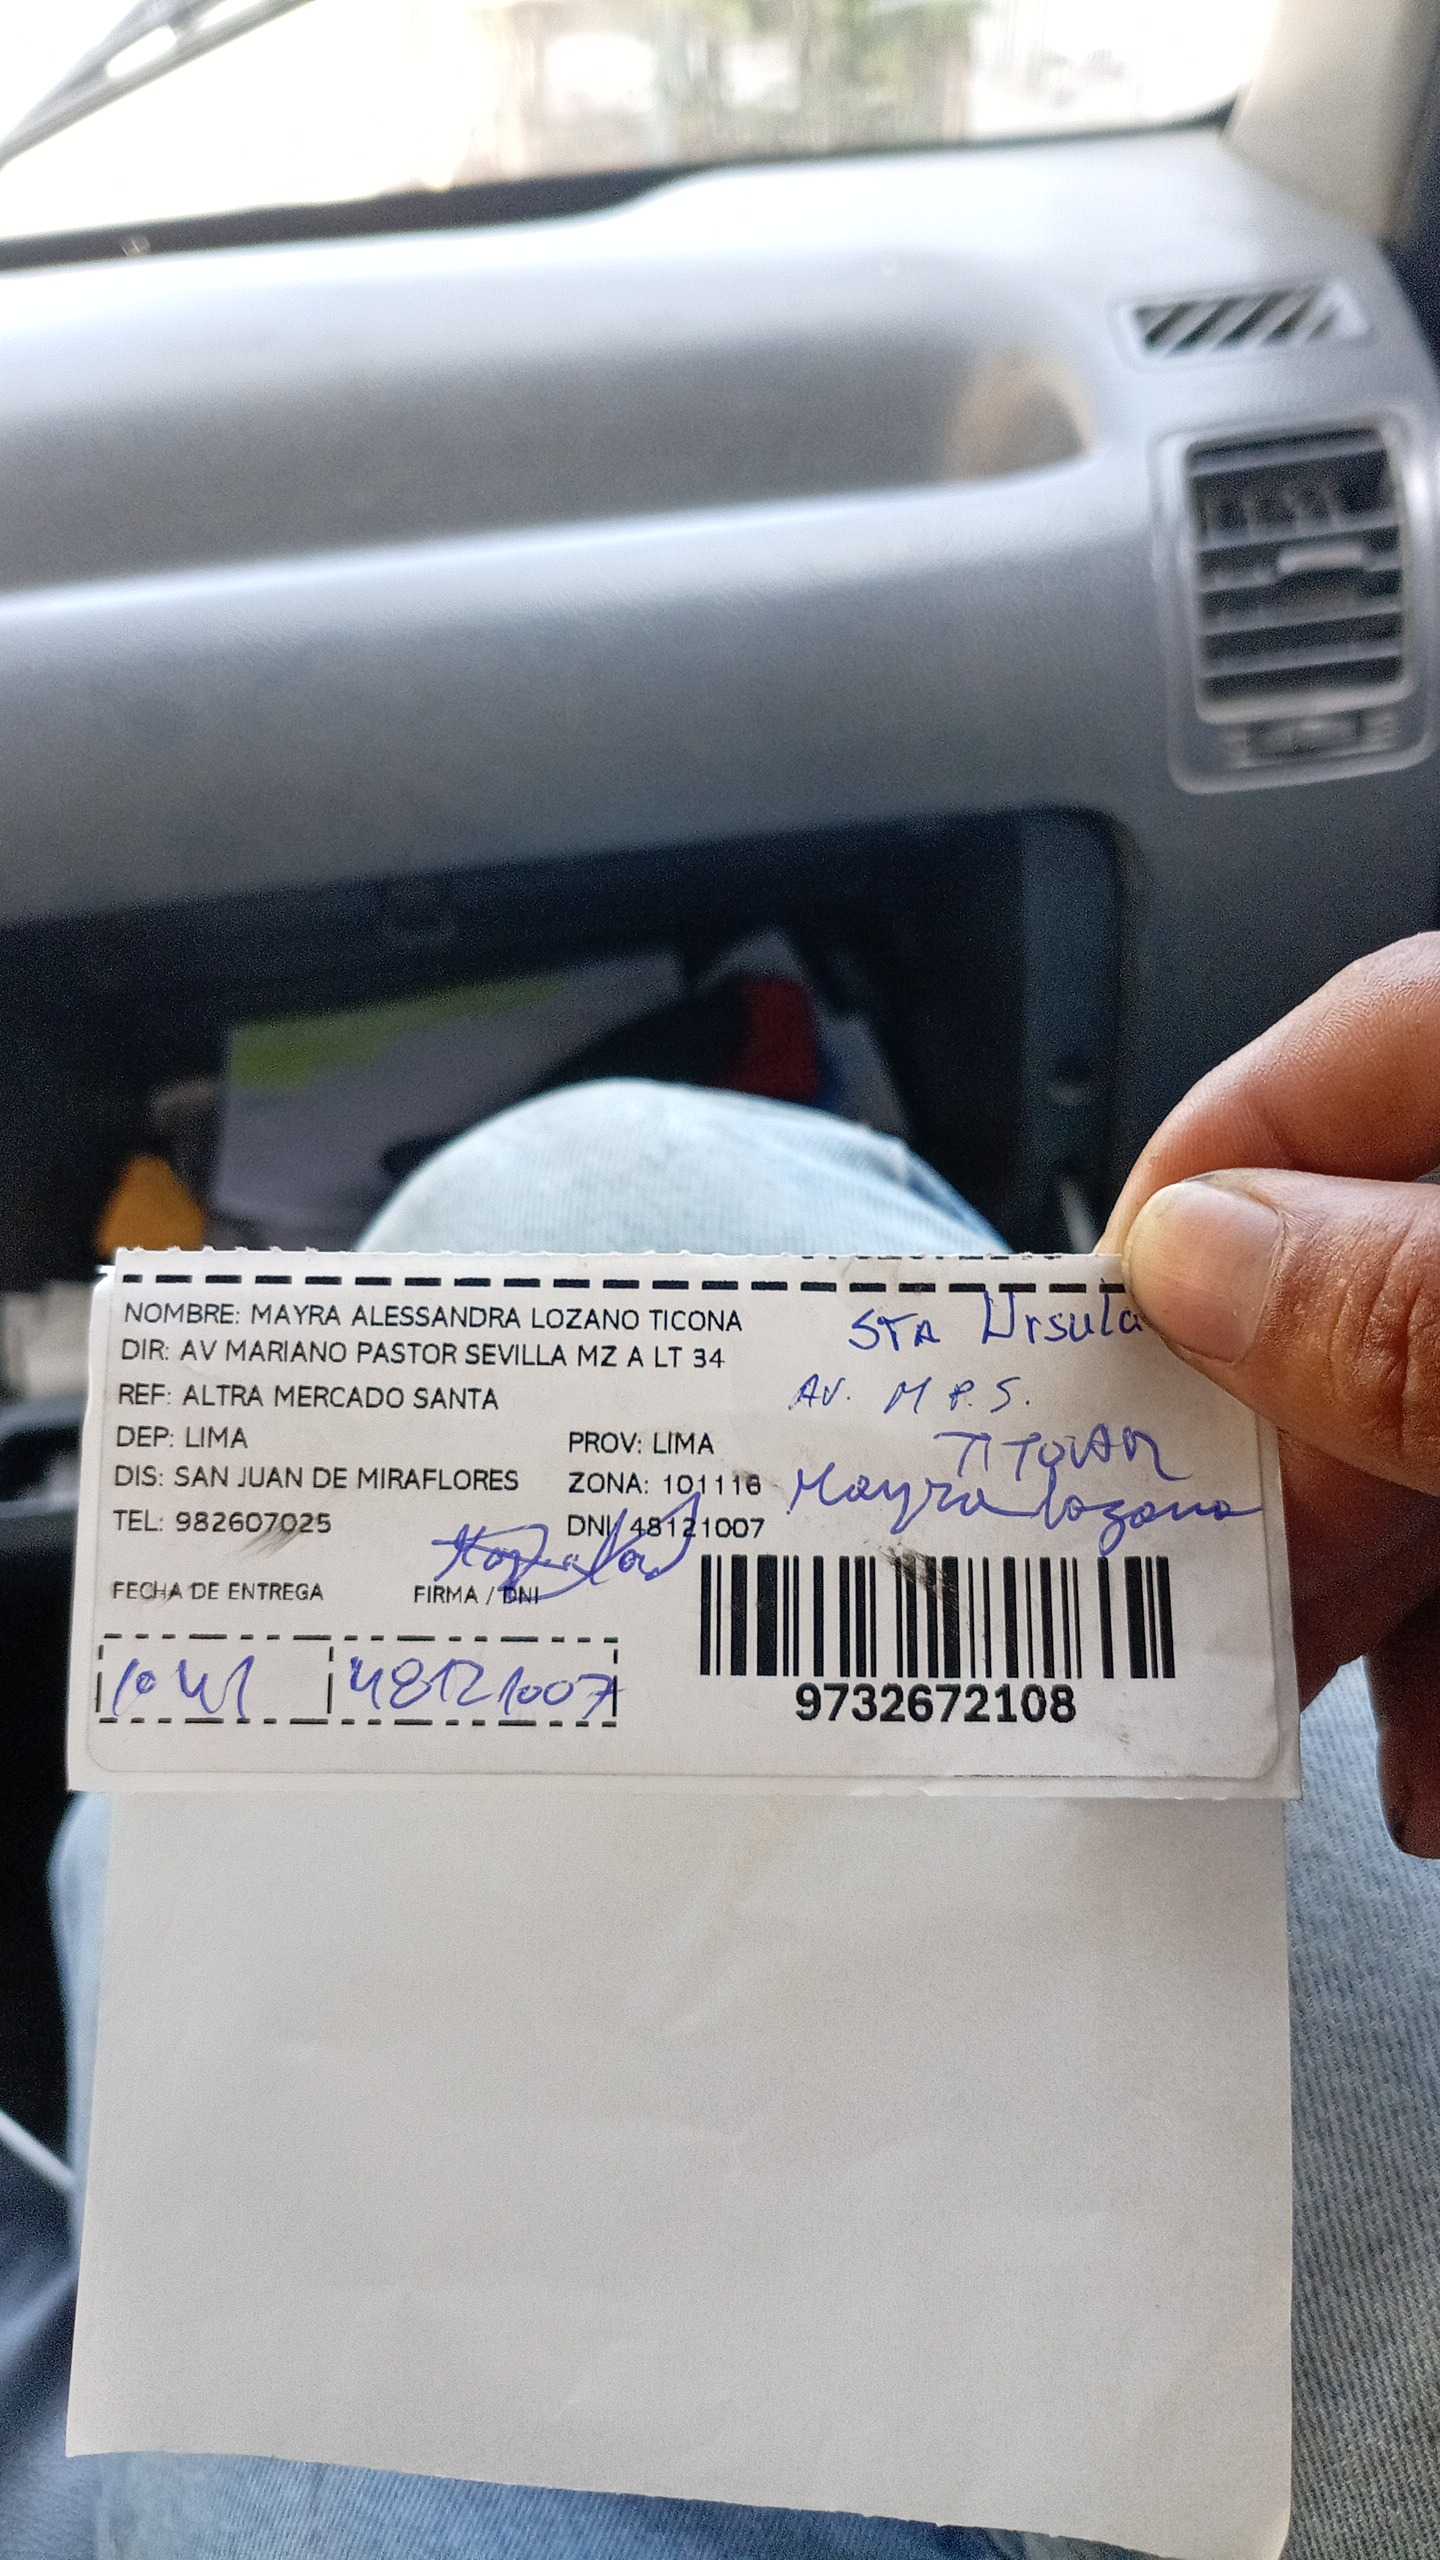 NOMBRE: MAYRA ALESSANDRA LOZANO TICONA
STA Ursula
DIR: AV MARIANO PASTOR SEVILLA MZ A LT 34
REF: ALTRA MERCADO SANTA
AV. M P. S.
DEP: LIMA
PROV: LIMA
TITULAR
DIS: SAN JUAN DE MIRAFLORES
ZONA: 101116
Mayra Lozano
TEL: 982607025
DNI 48121007
FECHA DE ENTREGA
FIRMA / DNI
10 41
48121007
9732672108